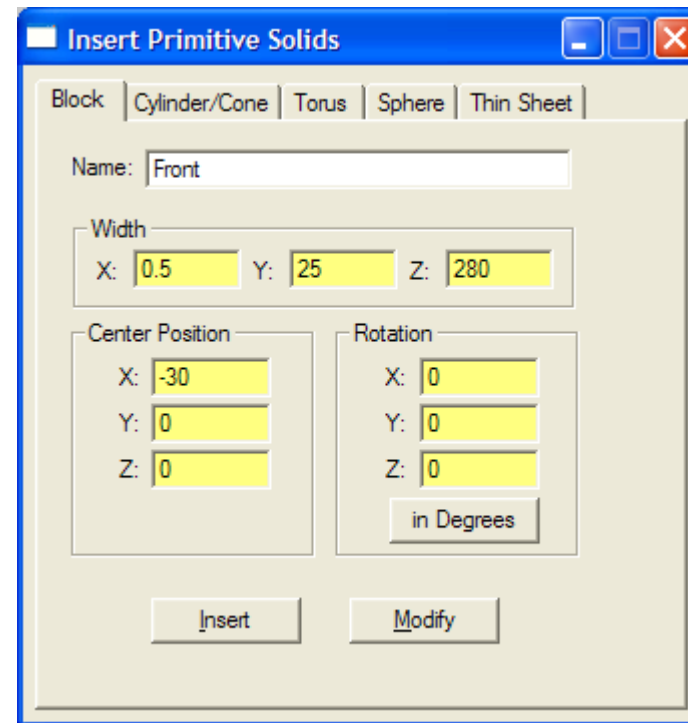 Insert Primitive Solids
Block Cylinder/Cone Torus Sphere Thin Sheet
Name: Front
Width
X: 0.5 Y: 25 Z: 280
Center Position
X: -30
Y: 0
Z: 0
Rotation
X: 0
Y: 0
Z: 0
in Degrees
Insert Modify